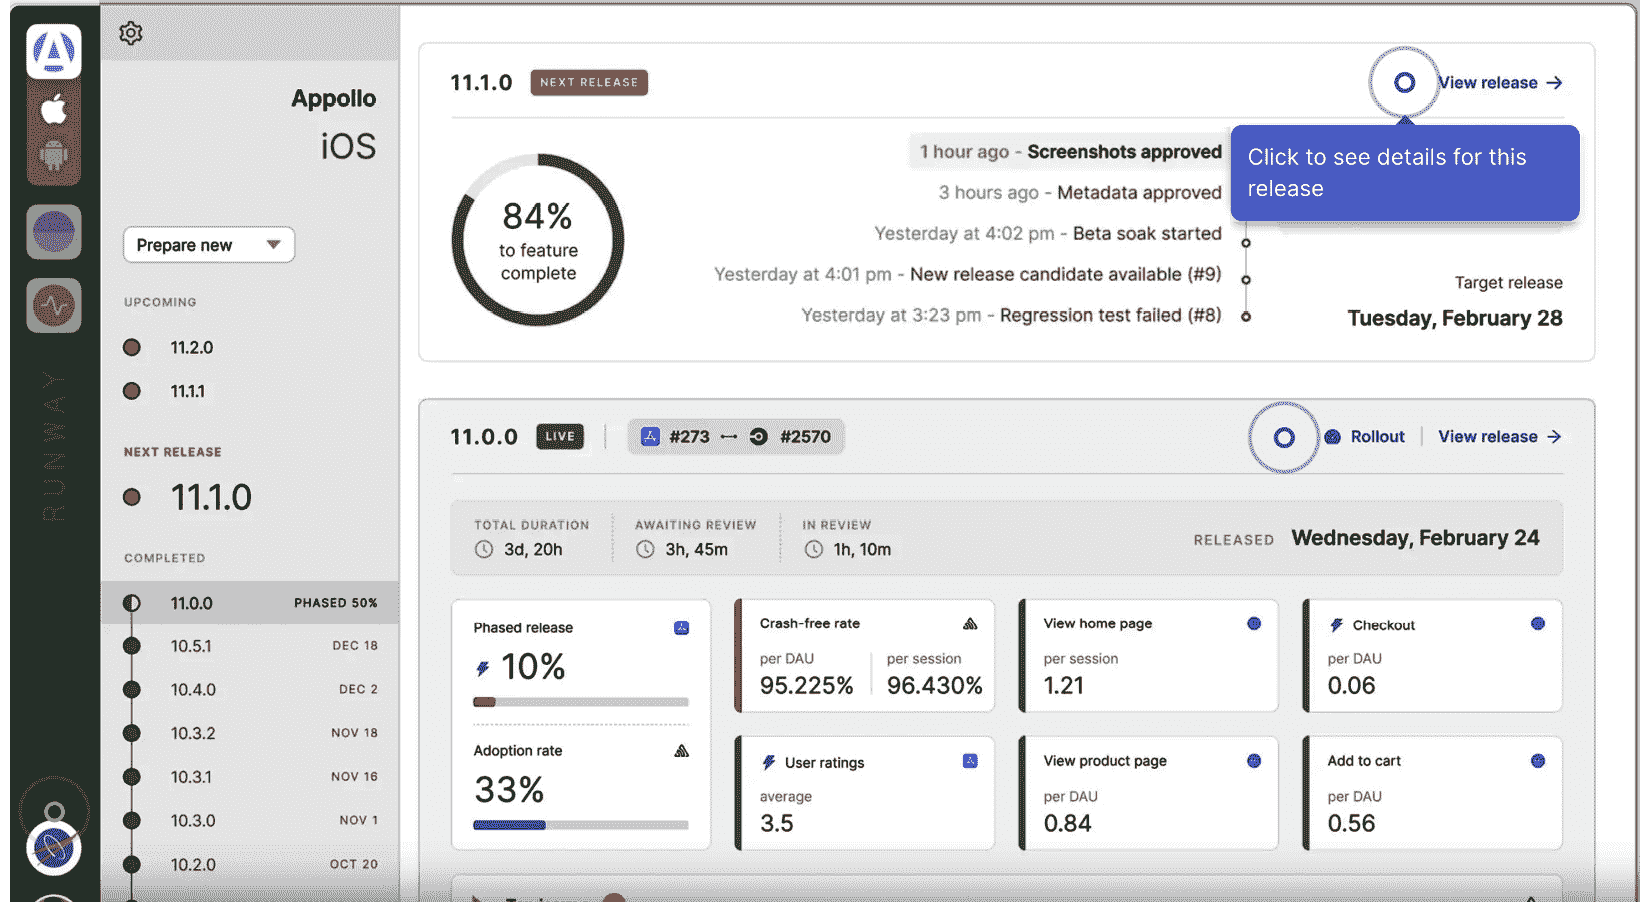 RUNWAY
Appollo
iOS
Prepare new
UPCOMING
11.2.0
11.1.1
NEXT RELEASE
11.1.0
COMPLETED
11.0.0 PHASED 50%
10.5.1 DEC 18
10.4.0 DEC 2
10.3.2 NOV 18
10.3.1 NOV 16
10.3.0 NOV 1
10.2.0 OCT 20
11.1.0 NEXT RELEASE View release →
Click to see details for this
release
84%
to feature
complete
1 hour ago - Screenshots approved
3 hours ago - Metadata approved
Yesterday at 4:02 pm - Beta soak started
Yesterday at 4:01 pm - New release candidate available (#9)
Yesterday at 3:23 pm - Regression test failed (#8)
Target release
Tuesday, February 28
11.0.0 LIVE #273 #2570 Rollout View release →
TOTAL DURATION
3d, 20h
AWAITING REVIEW
3h, 45m
IN REVIEW
1h, 10m
RELEASED Wednesday, February 24
Phased release
10%
Adoption rate
33%
Crash-free rate
per DAU
95.225%
per session
96.430%
View home page
per session
1.21
Checkout
per DAU
0.06
User ratings
average
3.5
View product page
per DAU
0.84
Add to cart
per DAU
0.56